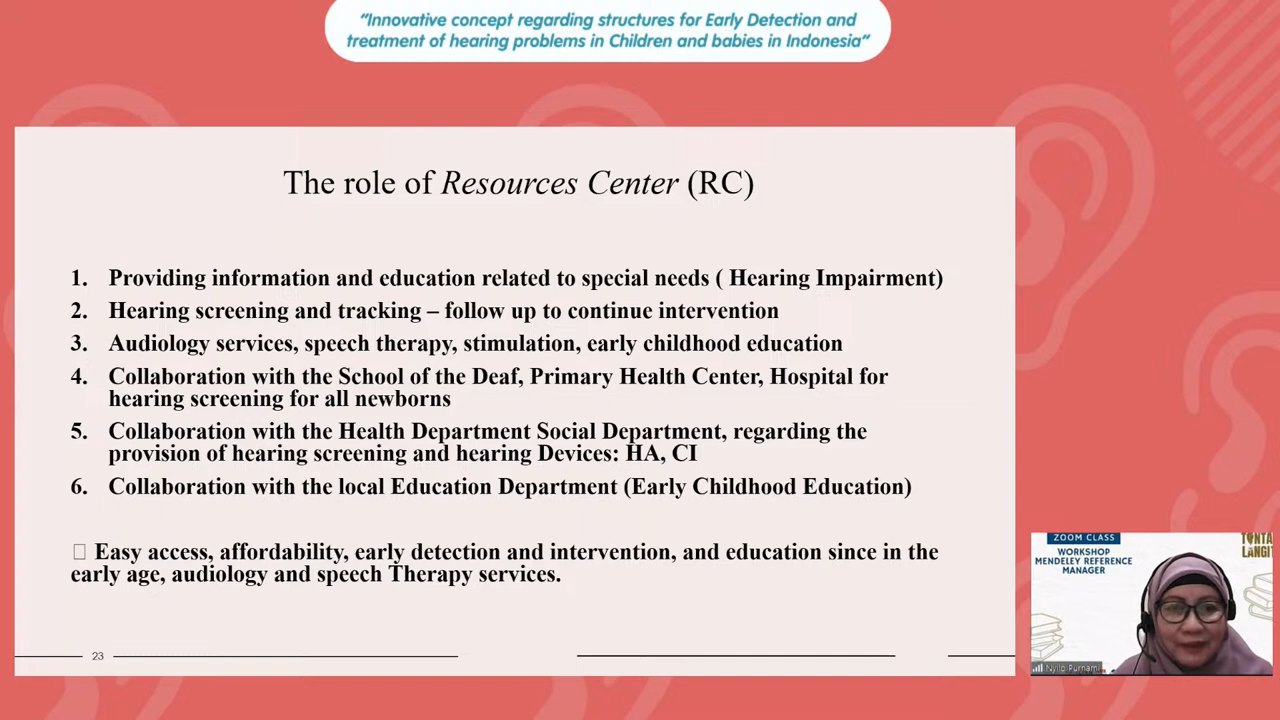 “Innovative concept regarding structures for Early Detection and
treatment of hearing problems in Children and babies in Indonesia”
The role of Resources Center (RC)
1. Providing information and education related to special needs ( Hearing Impairment)
2. Hearing screening and tracking – follow up to continue intervention
3. Audiology services, speech therapy, stimulation, early childhood education
4. Collaboration with the School of the Deaf, Primary Health Center, Hospital for
hearing screening for all newborns
5. Collaboration with the Health Department Social Department, regarding the
provision of hearing screening and hearing Devices: HA, CI
6. Collaboration with the local Education Department (Early Childhood Education)
Easy access, affordability, early detection and intervention, and education since in the
early age, audiology and speech Therapy services.
23
ZOOM CLASS
WORKSHOP
MENDELEY REFERENCE
MANAGER
Purnami